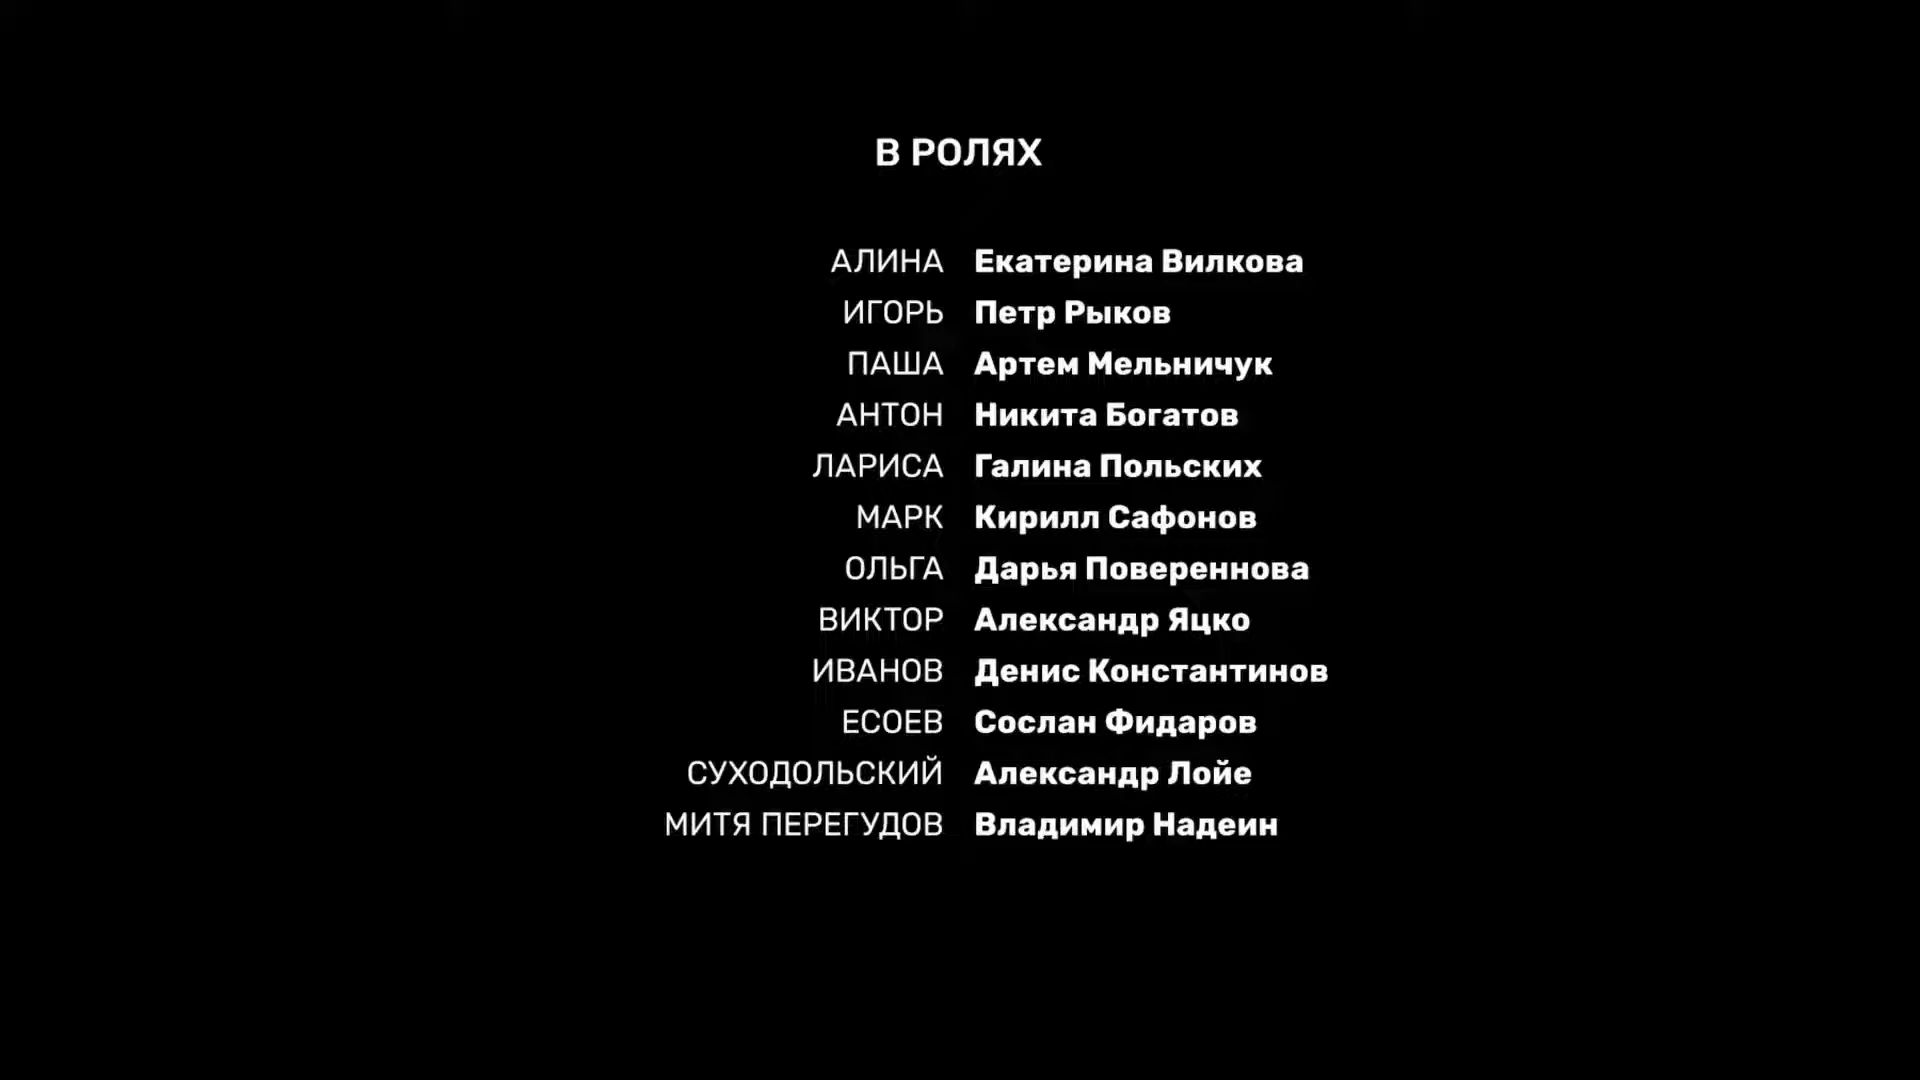 В РОЛЯХ
АЛИНА Екатерина Вилкова
ИГОРЬ Петр Рыков
ПАША Артем Мельничук
АНТОН Никита Богатов
ЛАРИСА Галина Польских
МАРК Кирилл Сафонов
ОЛЬГА Дарья Повереннова
ВИКТОР Александр Яцко
ИВАНОВ Денис Константинов
ЕСОЕВ Сослан Фидаров
СУХОДОЛЬСКИЙ Александр Лойе
МИТЯ ПЕРЕГУДОВ Владимир Надеин